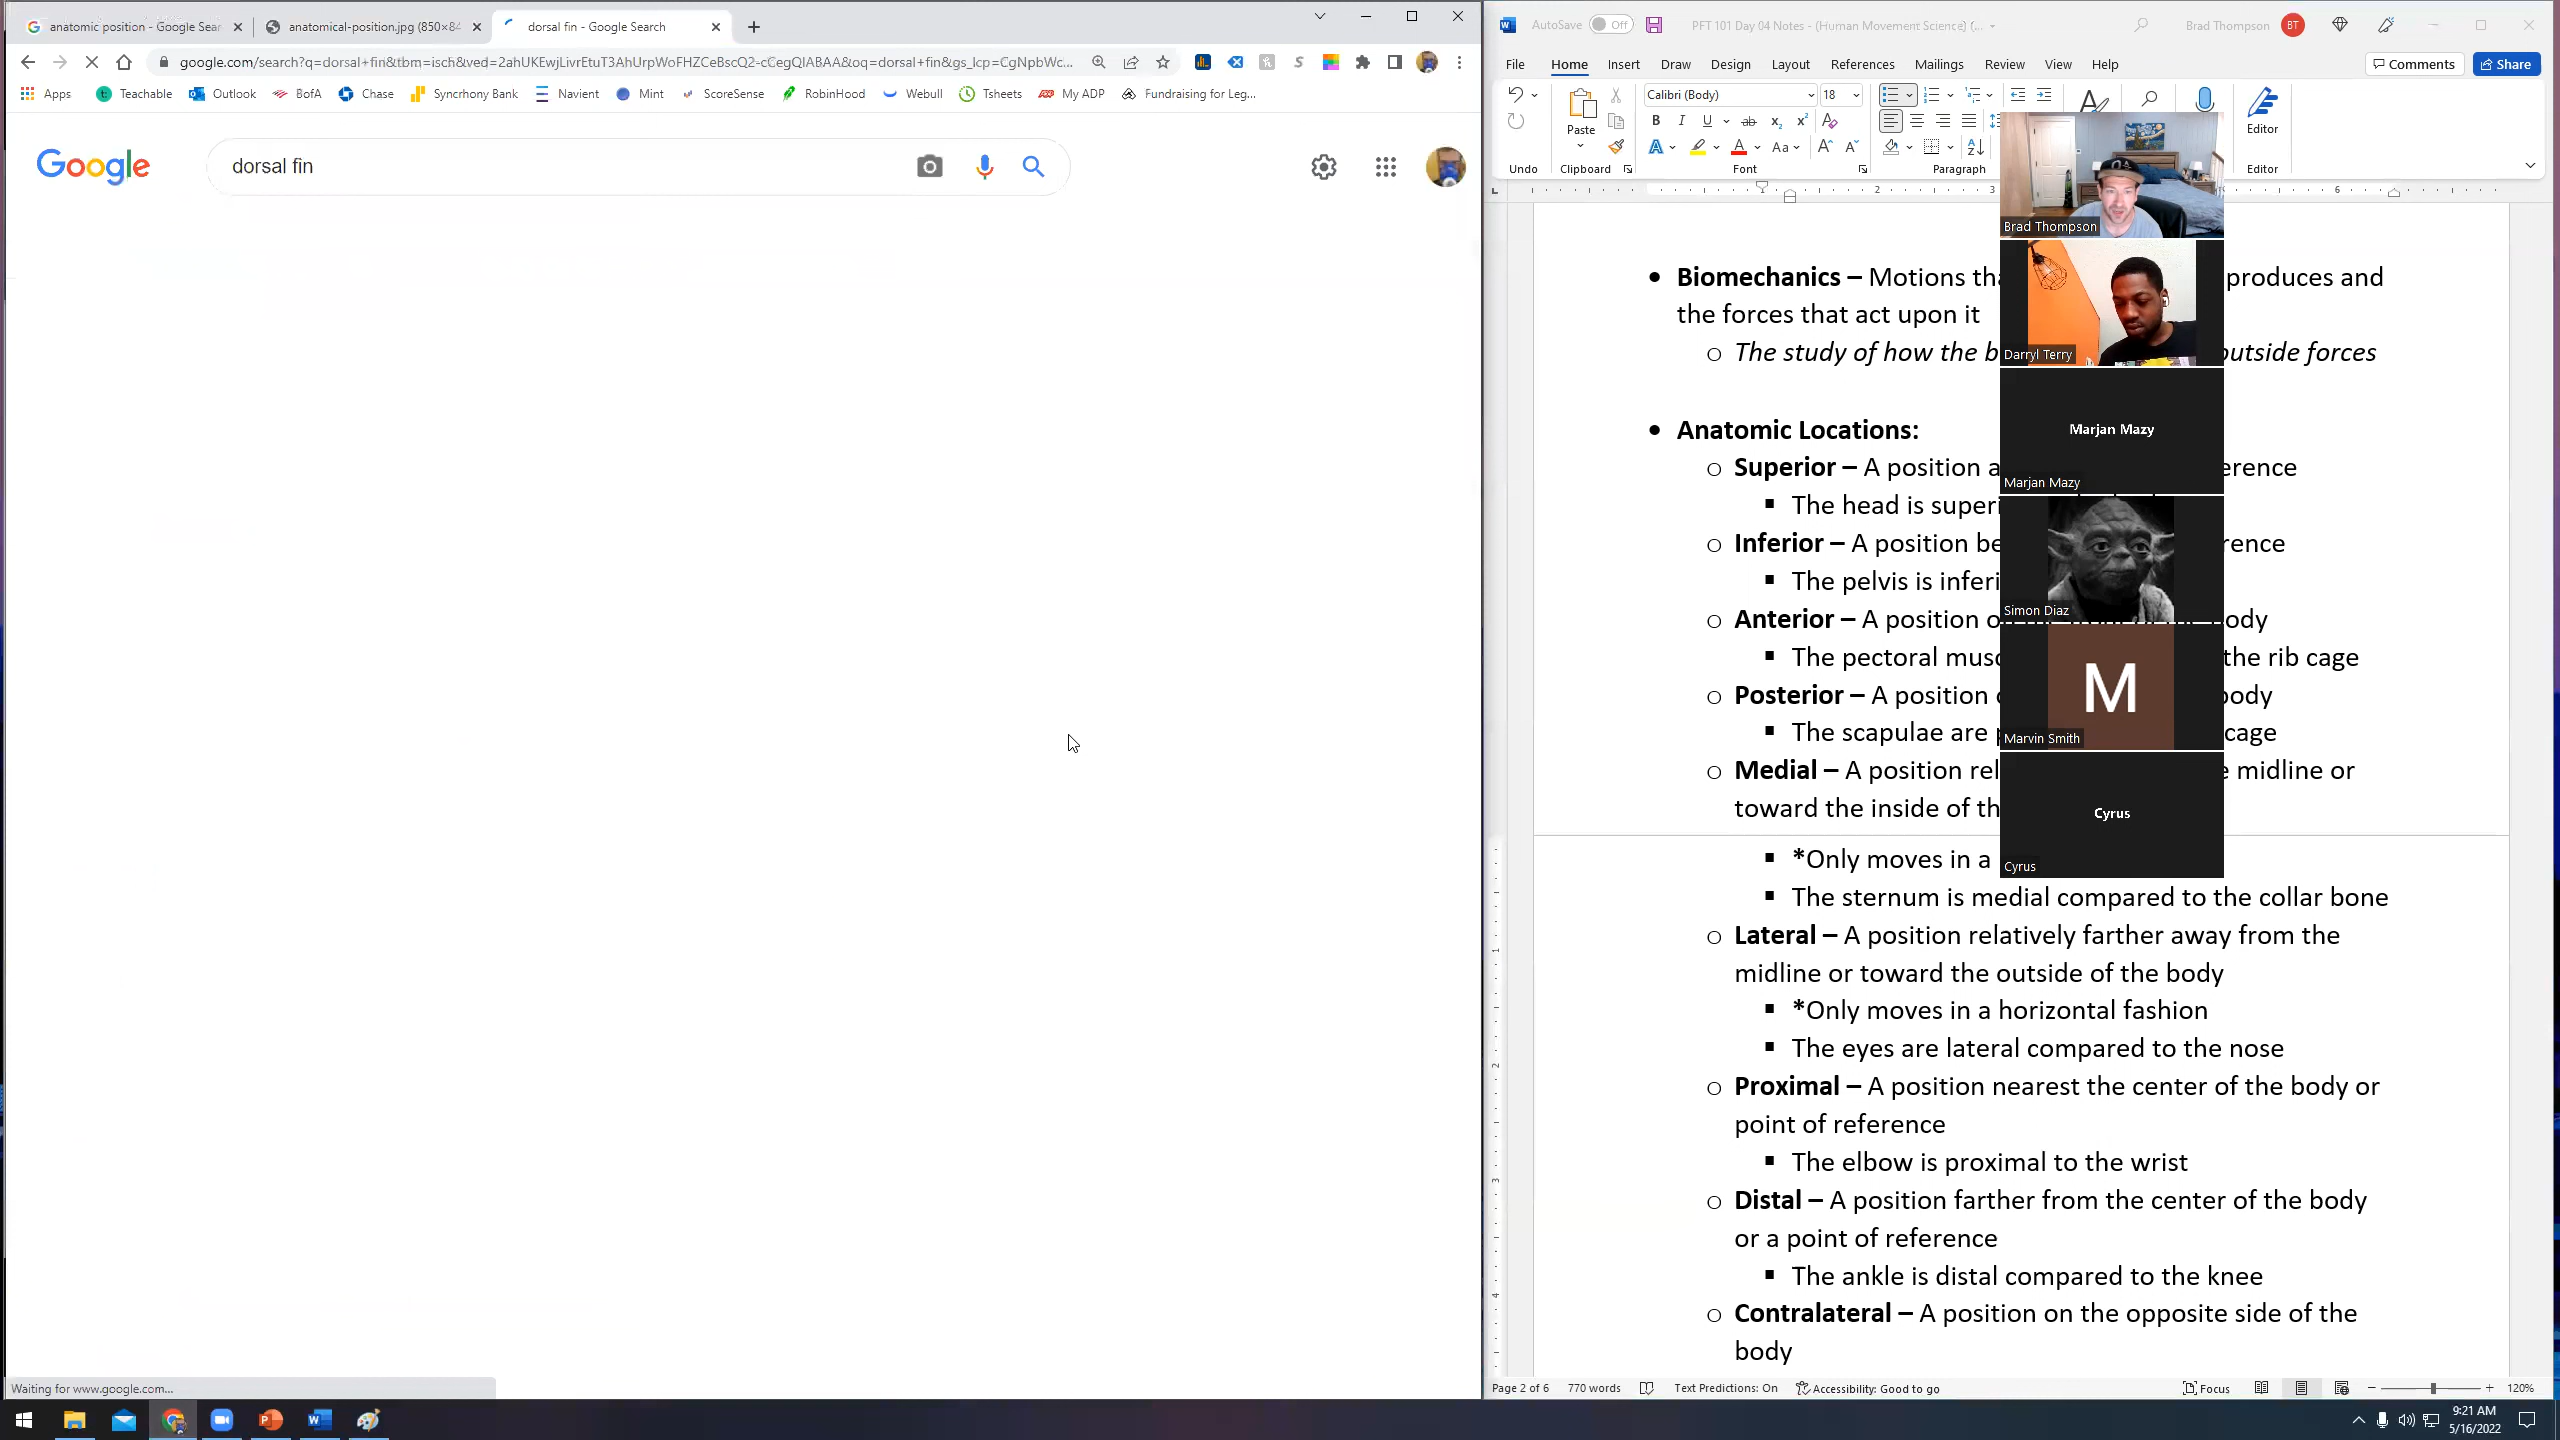 anatomic position - Google Sear
anatomical-position.jpg (850×84
dorsal fin - Google Search
google.com/search?q=dorsal+fin&tbm=isch&ved=2ahUKEwjLivrEtuT3AhUrpWoFHZCeBscQ2-cCegQIABAA&oq=dorsal+fin&gs_lcp=CgNpbWc...
Apps
Teachable
Outlook
BofA
Chase
Syncrhony Bank
Navient
Mint
ScoreSense
RobinHood
Webull
Tsheets
My ADP
Fundraising for Leg...
Google
dorsal fin
Waiting for www.google.com...
AutoSave Off
PFT 101 Day 04 Notes - (Human Movement Science) (...
Brad Thompson BT
File Home Insert Draw Design Layout References Mailings Review View Help
Comments Share
Calibri (Body) 18
Paste
Editor
Undo Clipboard Font Paragraph Editor
• Biomechanics – Motions tha produces and
the forces that act upon it
o The study of how the b outside forces
• Anatomic Locations:
o Superior – A position a erence
▪ The head is superi
o Inferior – A position be rence
▪ The pelvis is inferi
o Anterior – A position o body
▪ The pectoral musc the rib cage
o Posterior – A position body
▪ The scapulae are cage
o Medial – A position rel midline or
toward the inside of th
▪ *Only moves in a
▪ The sternum is medial compared to the collar bone
o Lateral – A position relatively farther away from the
midline or toward the outside of the body
▪ *Only moves in a horizontal fashion
▪ The eyes are lateral compared to the nose
o Proximal – A position nearest the center of the body or
point of reference
▪ The elbow is proximal to the wrist
o Distal – A position farther from the center of the body
or a point of reference
▪ The ankle is distal compared to the knee
o Contralateral – A position on the opposite side of the
body
Brad Thompson
Darryl Terry
Marjan Mazy
Marjan Mazy
Simon Diaz
M
Marvin Smith
Cyrus
Cyrus
Page 2 of 6 770 words Text Predictions: On Accessibility: Good to go Focus 120%
9:21 AM
5/16/2022